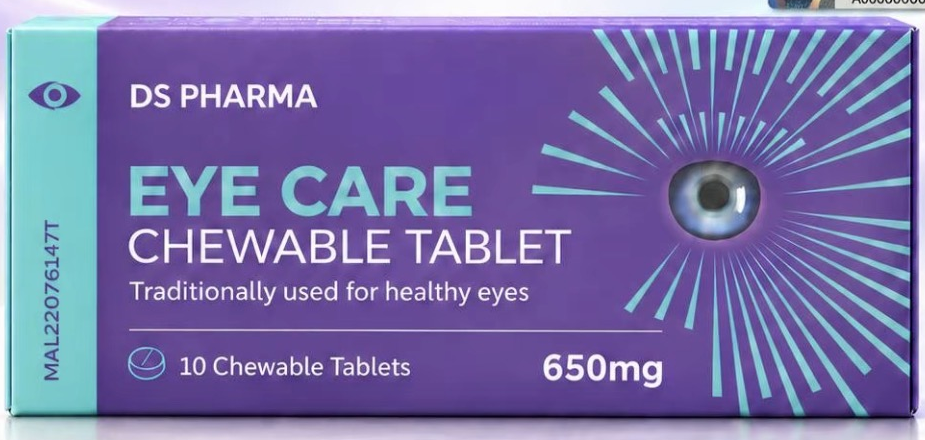 DS PHARMA
EYE CARE
CHEWABLE TABLET
Traditionally used for healthy eyes
10 Chewable Tablets
650mg
MAL22076147T